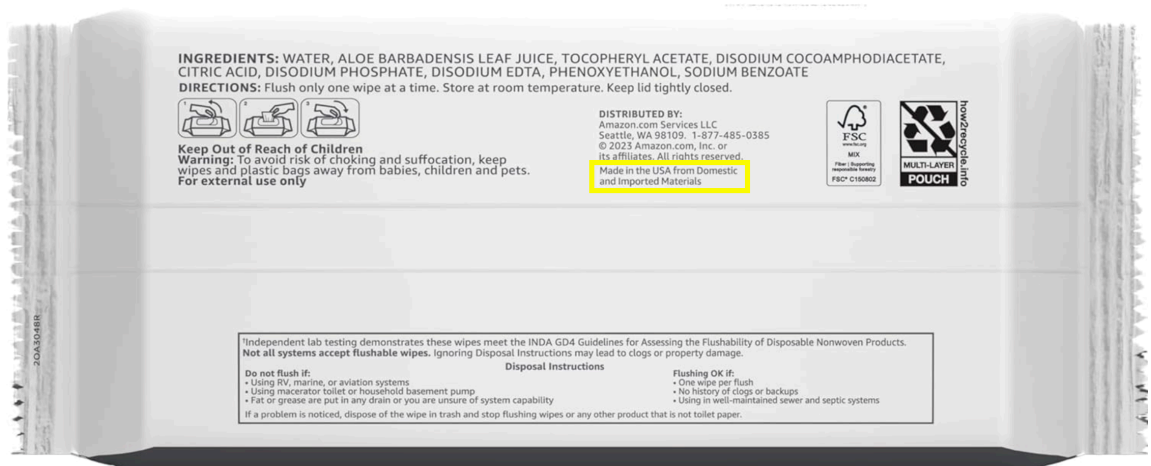 INGREDIENTS: WATER, ALOE BARBADENSIS LEAF JUICE, TOCOPHERYL ACETATE, DISODIUM COCOAMPHODIACETATE,
CITRIC ACID, DISODIUM PHOSPHATE, DISODIUM EDTA, PHENOXYETHANOL, SODIUM BENZOATE
DIRECTIONS: Flush only one wipe at a time. Store at room temperature. Keep lid tightly closed.
1 2 3
Keep Out of Reach of Children
Warning: To avoid risk of choking and suffocation, keep
wipes and plastic bags away from babies, children and pets.
For external use only
DISTRIBUTED BY:
Amazon.com Services LLC
Seattle, WA 98109. 1-877-485-0385
© 2023 Amazon.com, Inc. or
its affiliates. All rights reserved.
Made in the USA from Domestic
and Imported Materials
FSC
www.fsc.org
MIX
Fiber | Supporting
responsible forestry
FSC® C150802
MULTI-LAYER
POUCH
how2recycle.info
2OA3048R
†Independent lab testing demonstrates these wipes meet the INDA GD4 Guidelines for Assessing the Flushability of Disposable Nonwoven Products.
Not all systems accept flushable wipes. Ignoring Disposal Instructions may lead to clogs or property damage.
Disposal Instructions
Do not flush if:
• Using RV, marine, or aviation systems
• Using macerator toilet or household basement pump
• Fat or grease are put in any drain or you are unsure of system capability
Flushing OK if:
• One wipe per flush
• No history of clogs or backups
• Using in well-maintained sewer and septic systems
If a problem is noticed, dispose of the wipe in trash and stop flushing wipes or any other product that is not toilet paper.